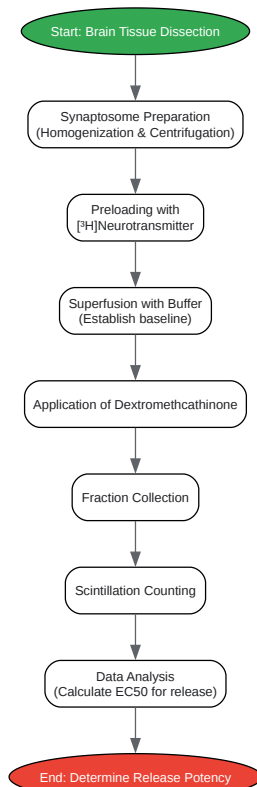 Start: Brain Tissue Dissection
Synaptosome Preparation
(Homogenization & Centrifugation)
Preloading with
[³H]Neurotransmitter
Superfusion with Buffer
(Establish baseline)
Application of Dextromethcathinone
Fraction Collection
Scintillation Counting
Data Analysis
(Calculate EC50 for release)
End: Determine Release Potency